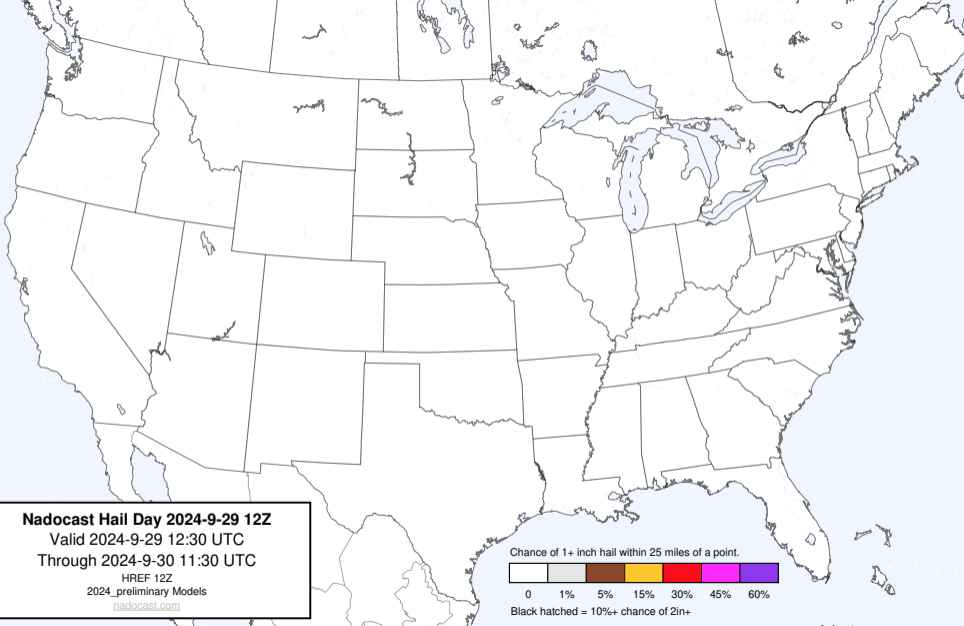 Nadocast Hail Day 2024-9-29 12Z
Valid 2024-9-29 12:30 UTC
Through 2024-9-30 11:30 UTC
HREF 12Z
2024_preliminary Models
nadocast.com
Chance of 1+ inch hail within 25 miles of a point.
0 1% 5% 15% 30% 45% 60%
Black hatched = 10%+ chance of 2in+